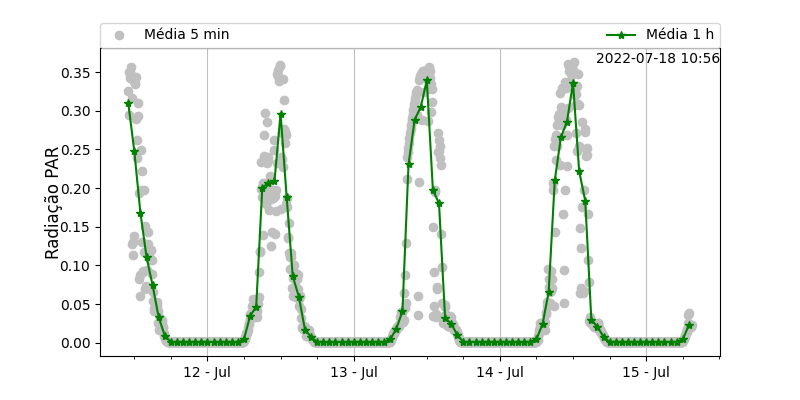 Média 5 min
Média 1 h
2022-07-18 10:56
Radiação PAR
0.35
0.30
0.25
0.20
0.15
0.10
0.05
0.00
12 - Jul
13 - Jul
14 - Jul
15 - Jul